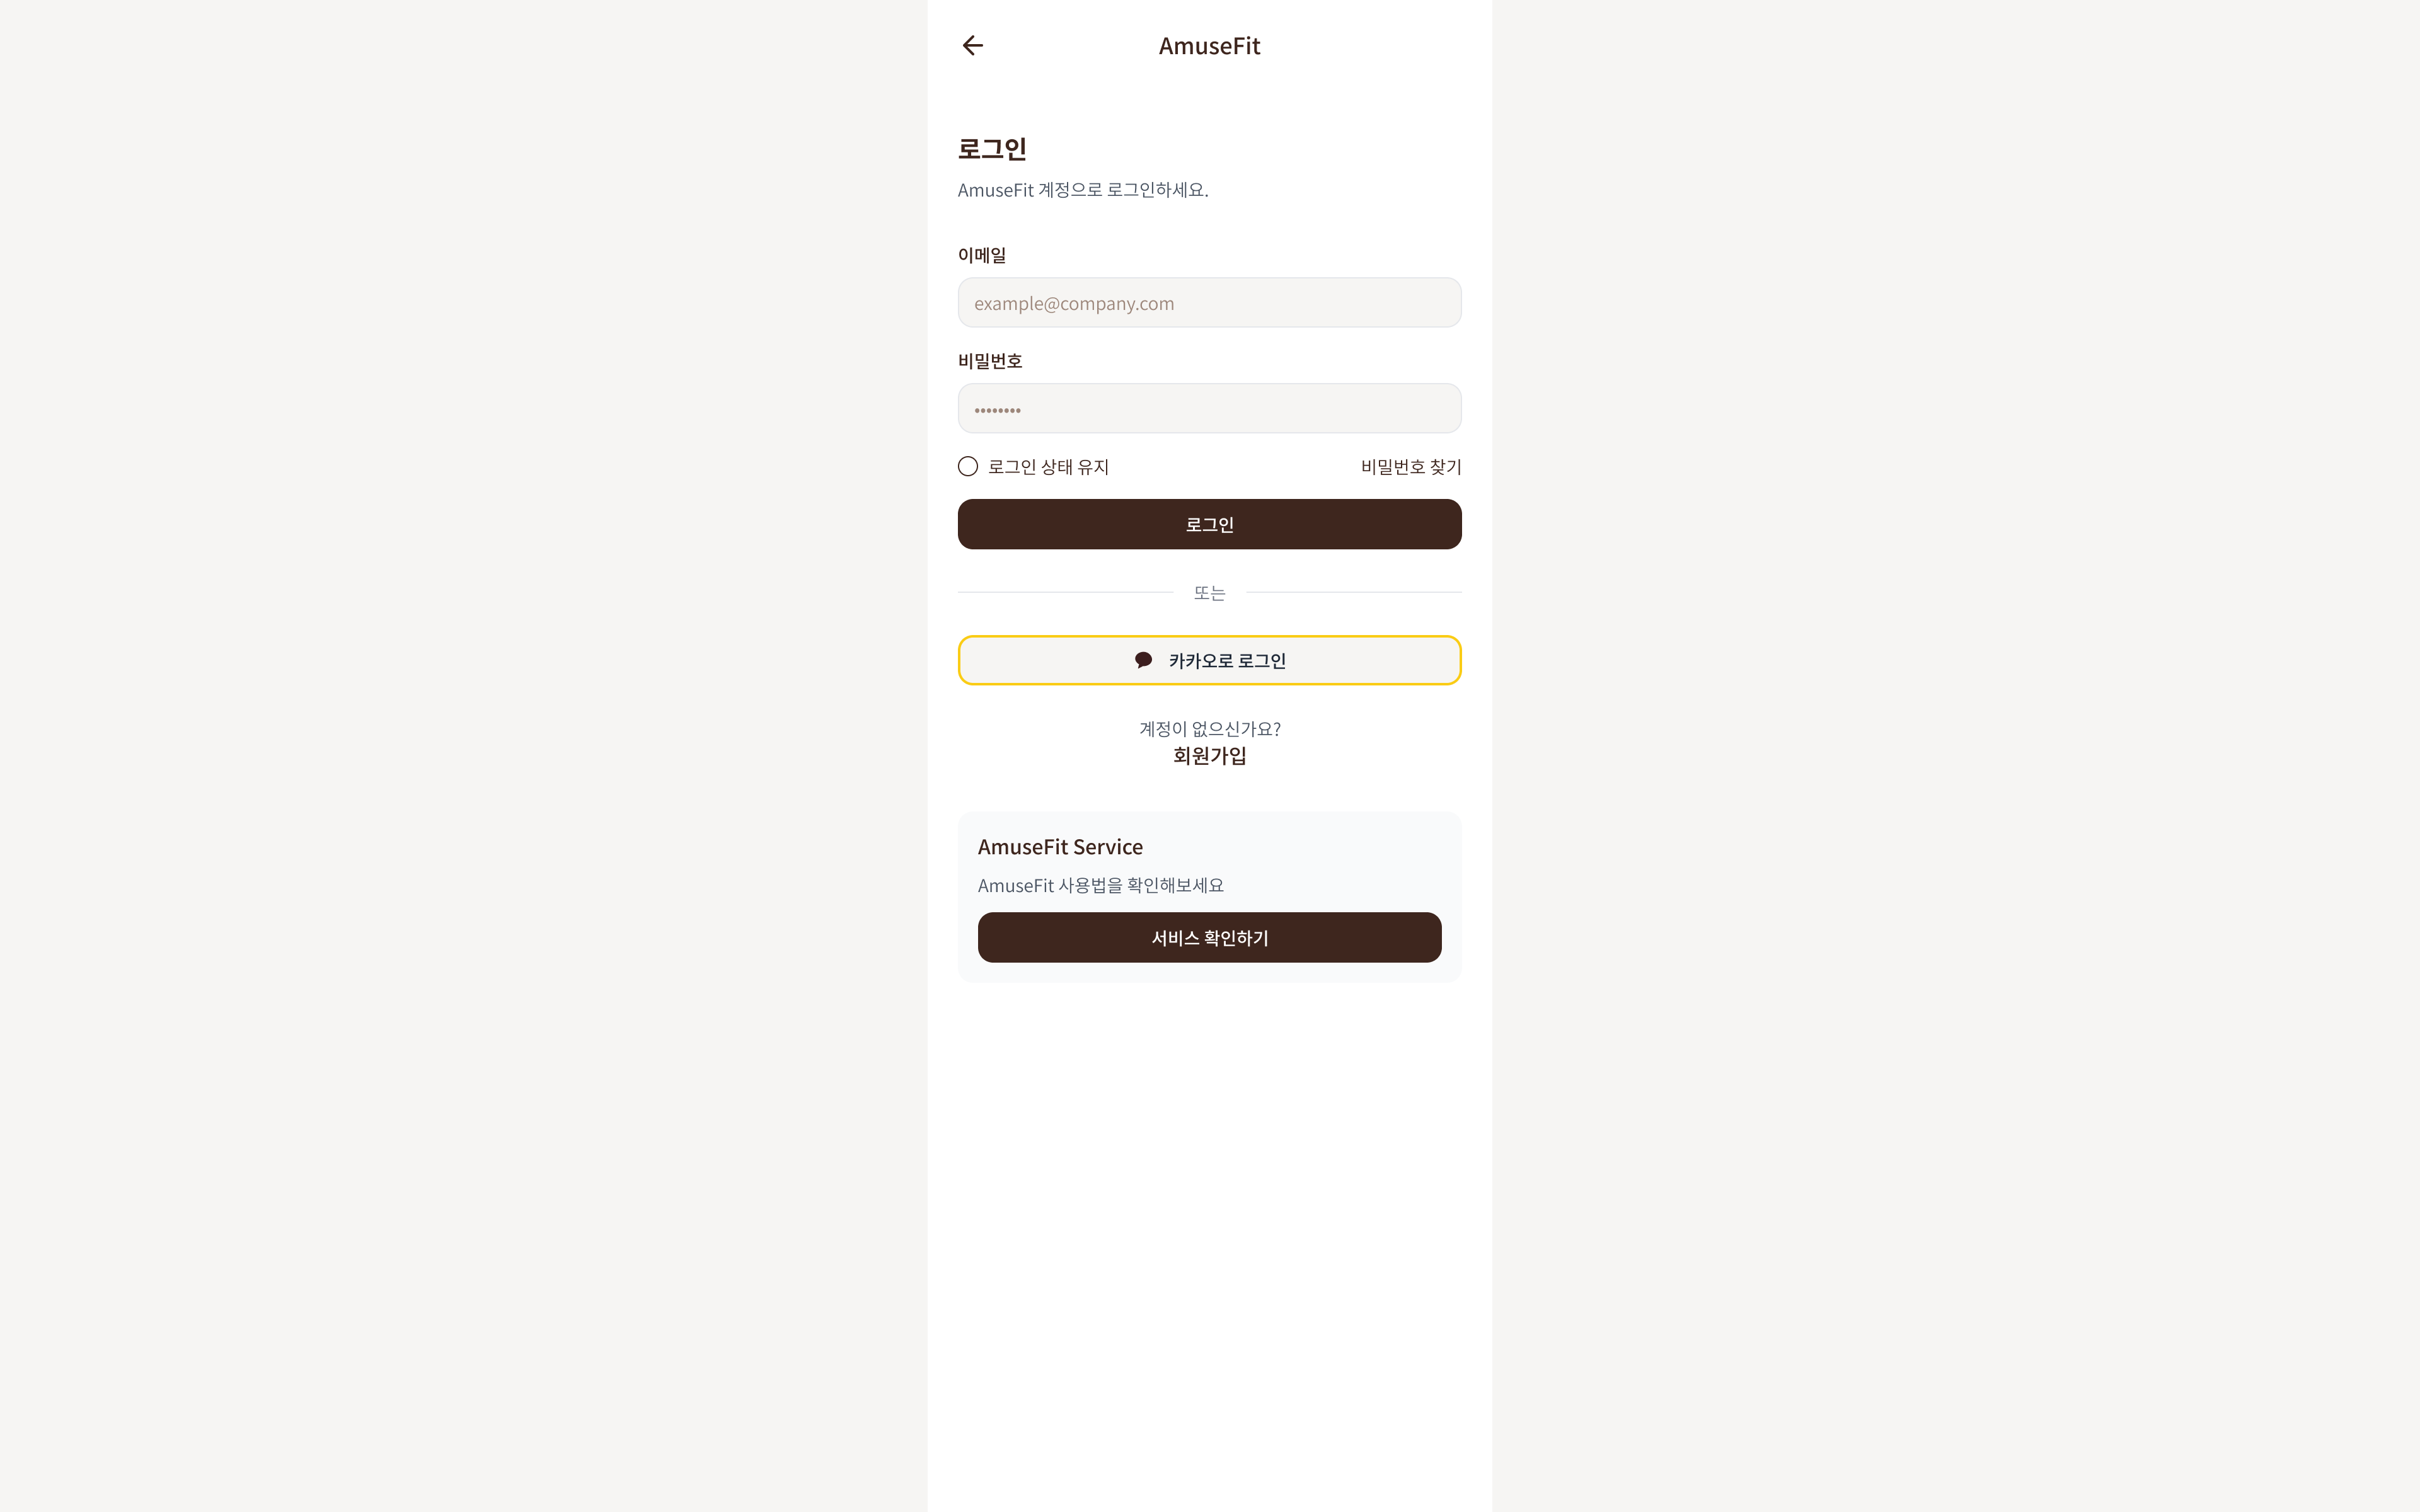 AmuseFit
로그인
AmuseFit 계정으로 로그인하세요.
이메일
example@company.com
비밀번호
••••••••
로그인 상태 유지
비밀번호 찾기
로그인
또는
카카오로 로그인
계정이 없으신가요?
회원가입
AmuseFit Service
AmuseFit 사용법을 확인해보세요
서비스 확인하기